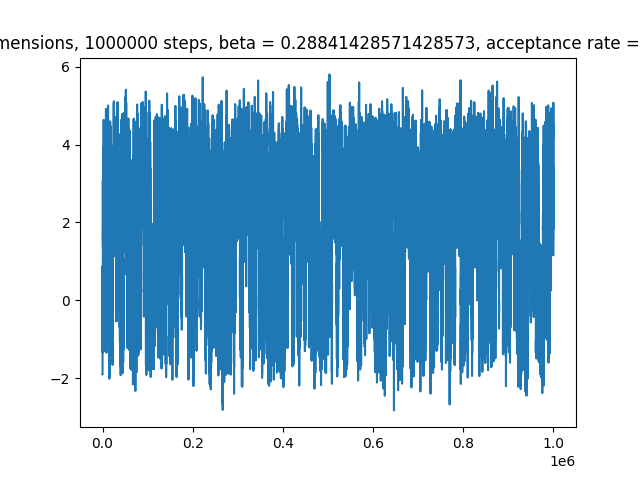 mensions, 1000000 steps, beta = 0.28841428571428573, acceptance rate =
6
4
2
0
−2
0.0 0.2 0.4 0.6 0.8 1.0
1e6